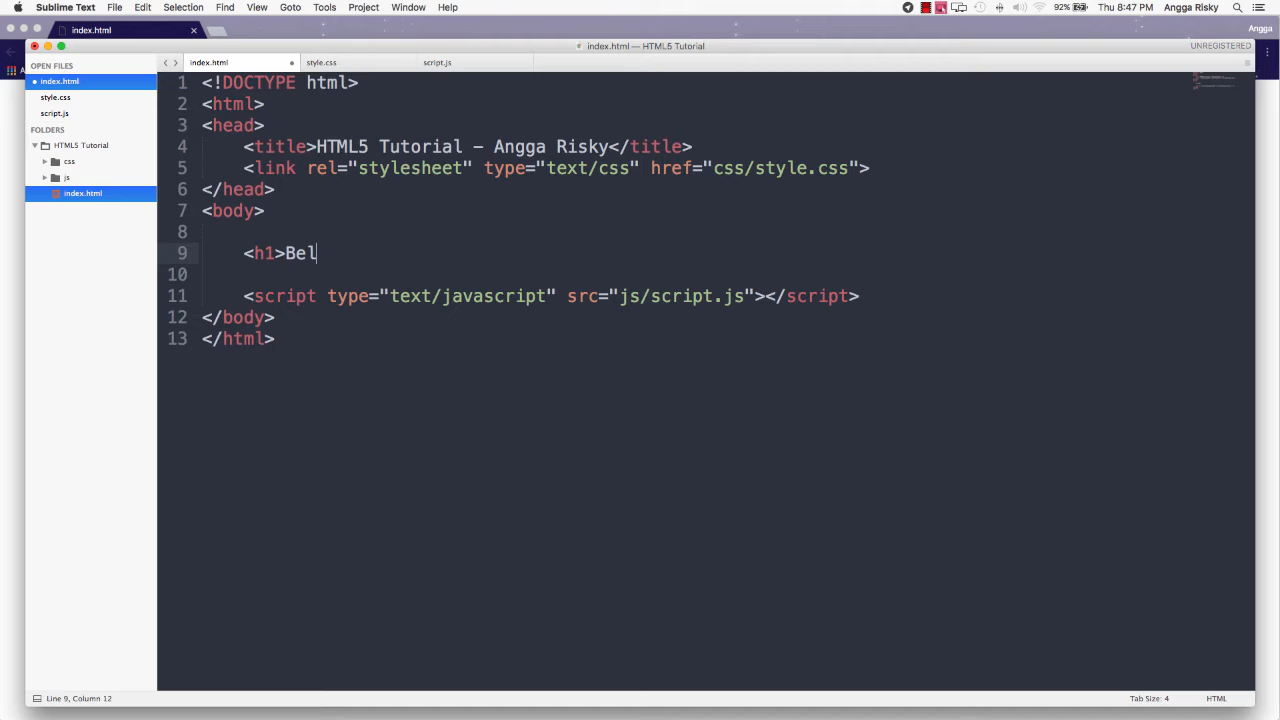 Sublime Text File Edit Selection Find View Goto Tools Project Window Help 92% Thu 8:47 PM Angga Risky
index.html Angga
index.html — HTML5 Tutorial UNREGISTERED
OPEN FILES
index.html
style.css
script.js
FOLDERS
HTML5 Tutorial
css
js
index.html
index.html style.css script.js
1 <!DOCTYPE html>
2 <html>
3 <head>
4 <title>HTML5 Tutorial - Angga Risky</title>
5 <link rel="stylesheet" type="text/css" href="css/style.css">
6 </head>
7 <body>
8
9 <h1>Bel
10
11 <script type="text/javascript" src="js/script.js"></script>
12 </body>
13 </html>
Line 9, Column 12 Tab Size: 4 HTML